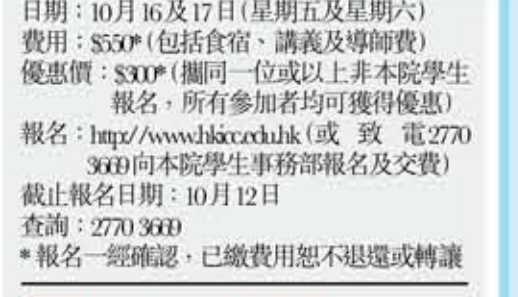 日期：10月16及17日(星期五及星期六)
費用：$550*(包括食宿、講義及導師費)
優惠價：$300*(攜同一位或以上非本院學生
報名，所有參加者均可獲得優惠)
報名：http://www.hkicc.edu.hk(或 致 電2770
3669向本院學生事務部報名及交費)
截止報名日期：10月12日
查詢：2770 3669
*報名一經確認，已繳費用恕不退還或轉讓